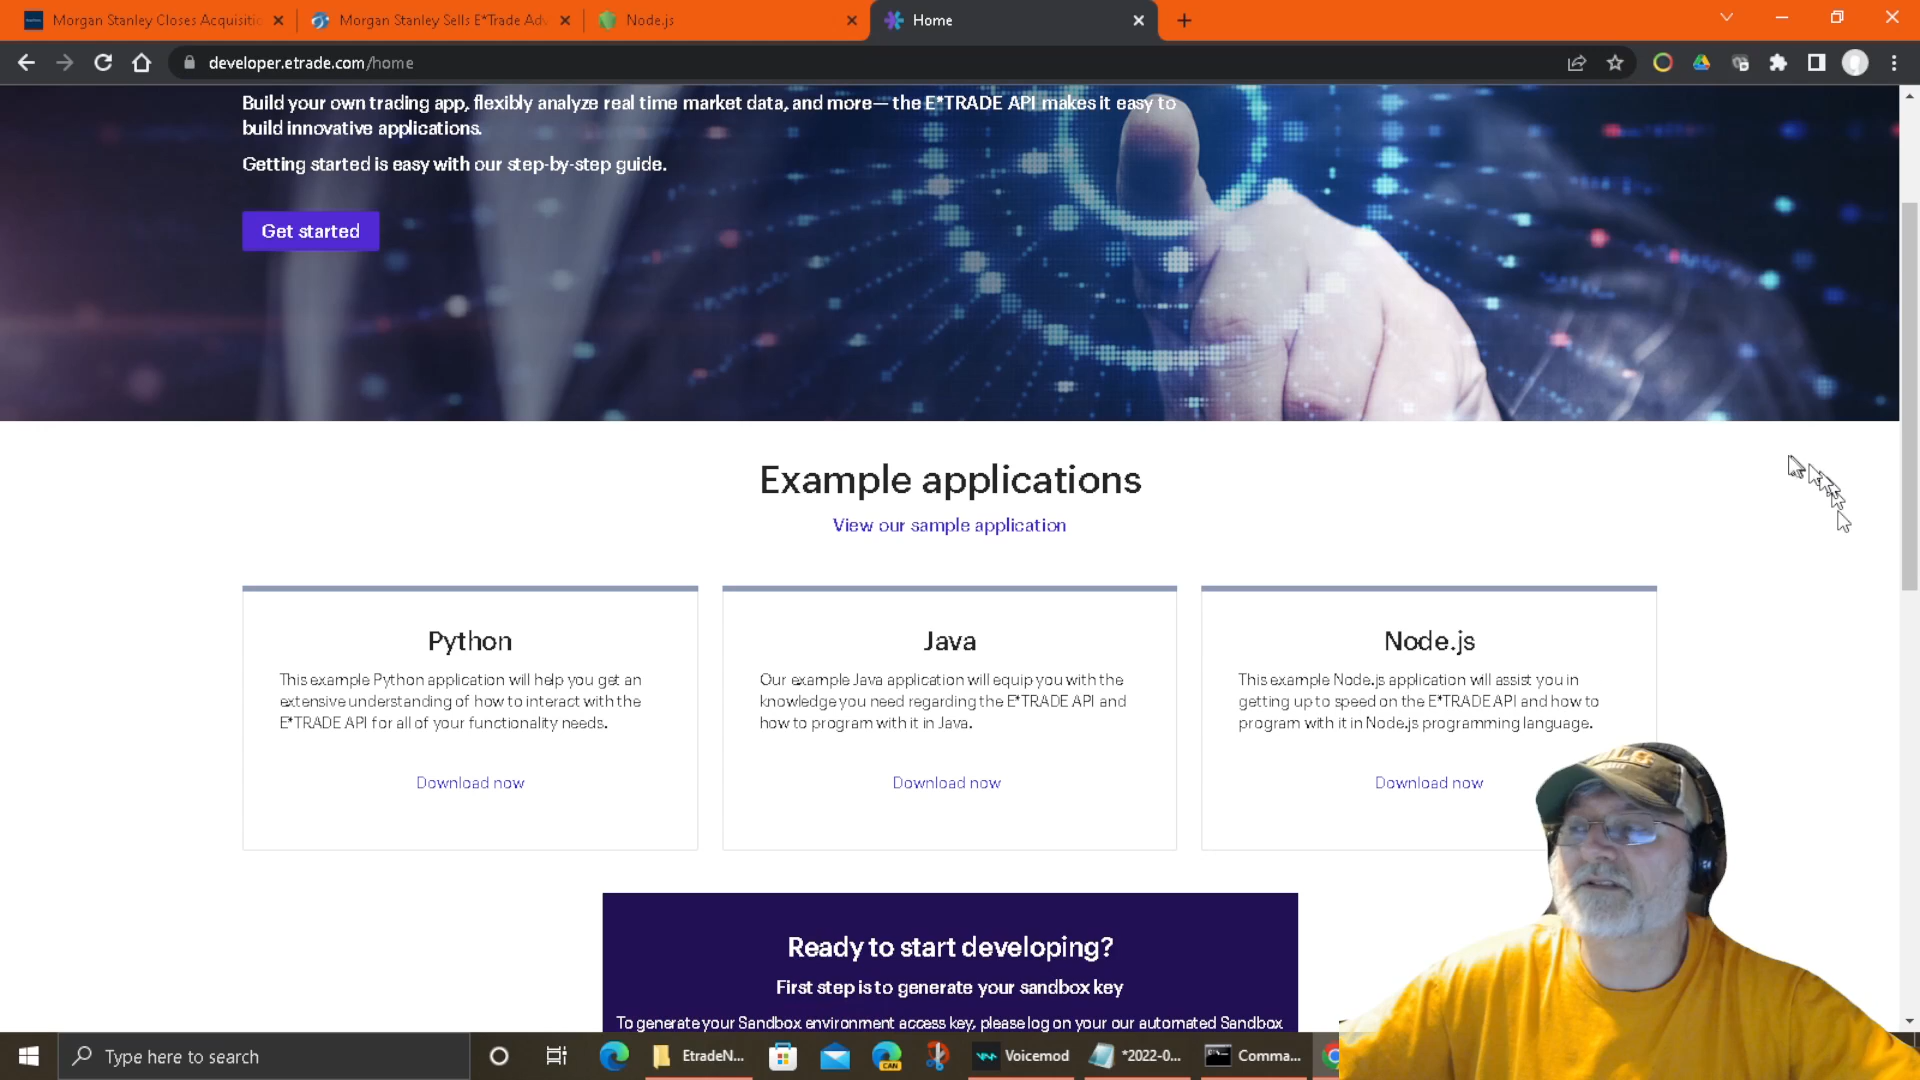 Morgan Stanley Closes Acquisitio
Morgan Stanley Sells E*Trade Adv
Node.js
Home
developer.etrade.com/home
Build your own trading app, flexibly analyze real time market data, and more— the E*TRADE API makes it easy to
build innovative applications.
Getting started is easy with our step-by-step guide.
Get started
Example applications
View our sample application
Python
This example Python application will help you get an
extensive understanding of how to interact with the
E*TRADE API for all of your functionality needs.
Download now
Java
Our example Java application will equip you with the
knowledge you need regarding the E*TRADE API and
how to program with it in Java.
Download now
Node.js
This example Node.js application will assist you in
getting up to speed on the E*TRADE API and how to
program with it in Node.js programming language.
Download now
Ready to start developing?
First step is to generate your sandbox key
To generate your Sandbox environment access key, please log on your our automated Sandbox
Type here to search
EtradeN...
CAN
Voicemod
*2022-0...
Comma...